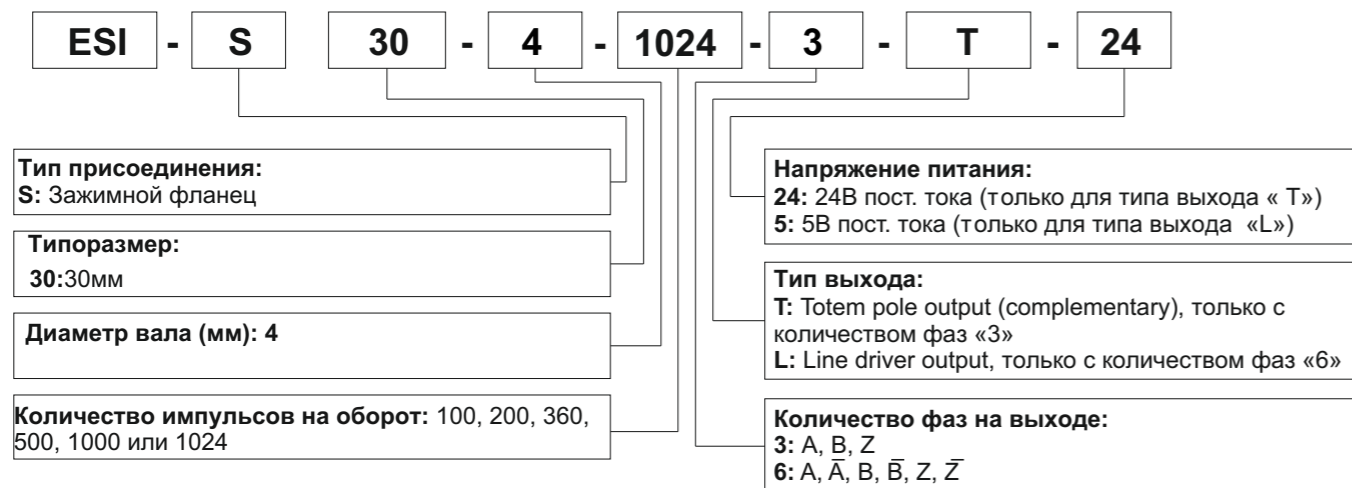 ESI - S 30 - 4 - 1024 - 3 - T - 24
Тип присоединения:
S: Зажимной фланец
Типоразмер:
30:30мм
Диаметр вала (мм): 4
Количество импульсов на оборот: 100, 200, 360,
500, 1000 или 1024
Напряжение питания:
24: 24В пост. тока (только для типа выхода « T»)
5: 5В пост. тока (только для типа выхода «L»)
Тип выхода:
T: Totem pole output (complementary), только с
количеством фаз «3»
L: Line driver output, только с количеством фаз «6»
Количество фаз на выходе:
3: A, B, Z
6: A, A̅, B, B̅, Z, Z̅